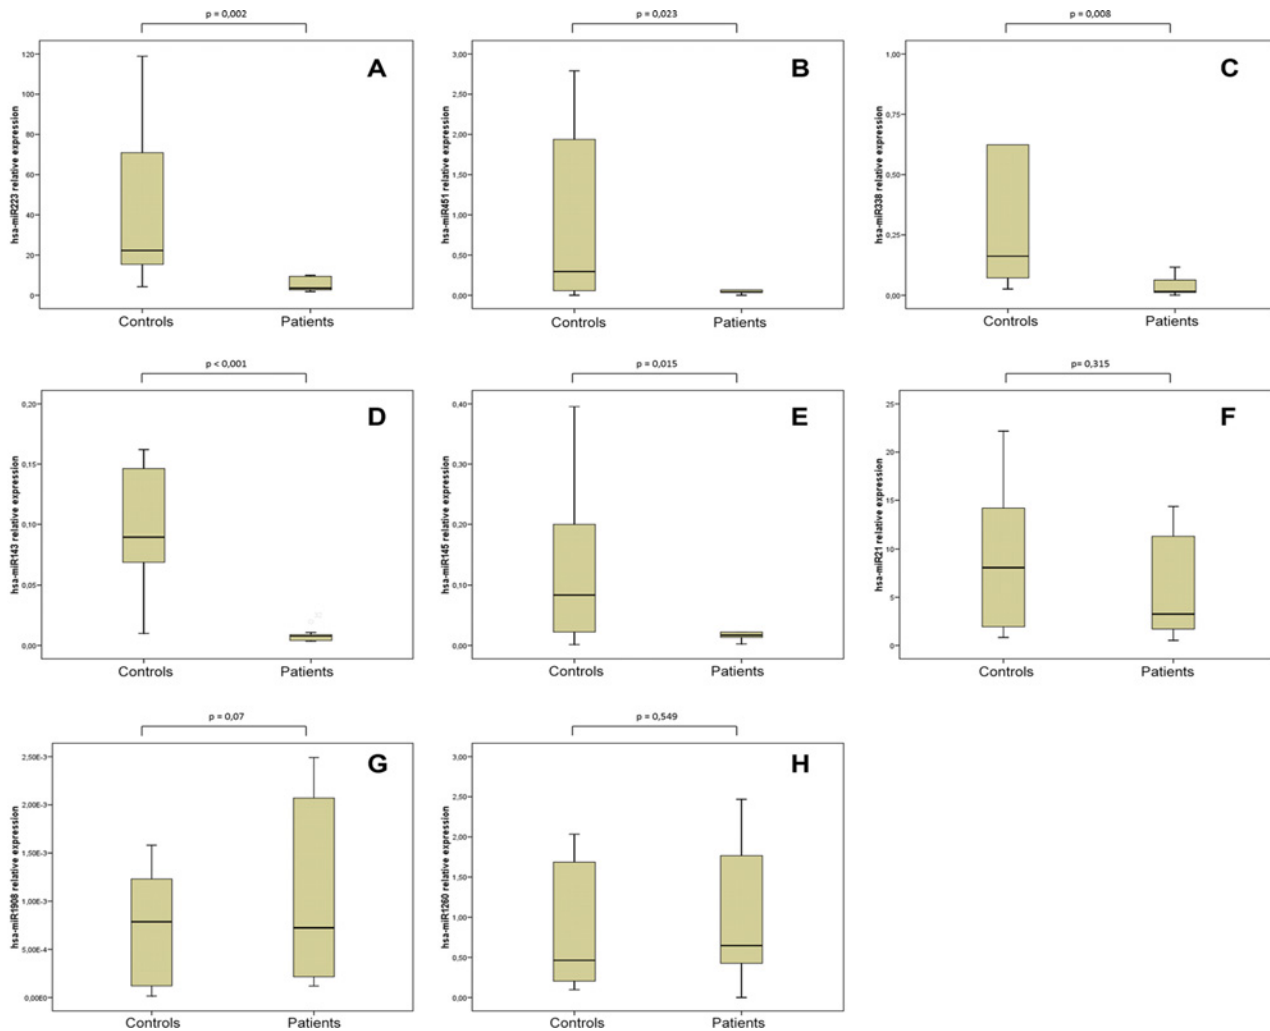 p = 0,002
A
hsa-miR223 relative expression
120
100
80
60
40
20
0
Controls Patients
p = 0,023
B
hsa-miR451 relative expression
3,00
2,00
1,00
0,50
0,00
Controls Patients
p = 0,008
C
hsa-miR338 relative expression
1,00
0,75
0,50
0,25
0,00
Controls Patients
p < 0,001
D
hsa-miR143 relative expression
0,20
0,15
0,10
0,05
0,00
Controls Patients
p = 0,015
E
hsa-miR145 relative expression
0,40
0,30
0,20
0,10
0,00
Controls Patients
p= 0,315
F
hsa-miR21 relative expression
25
20
15
10
5
0
Controls Patients
p = 0,07
G
hsa-miR1908 relative expression
2,50E-3
2,00E-3
1,50E-3
1,00E-3
5,00E-4
0,00E0
Controls Patients
p = 0,549
H
hsa-miR1260 relative expression
3,00
2,50
2,00
1,50
1,00
0,50
0,00
Controls Patients